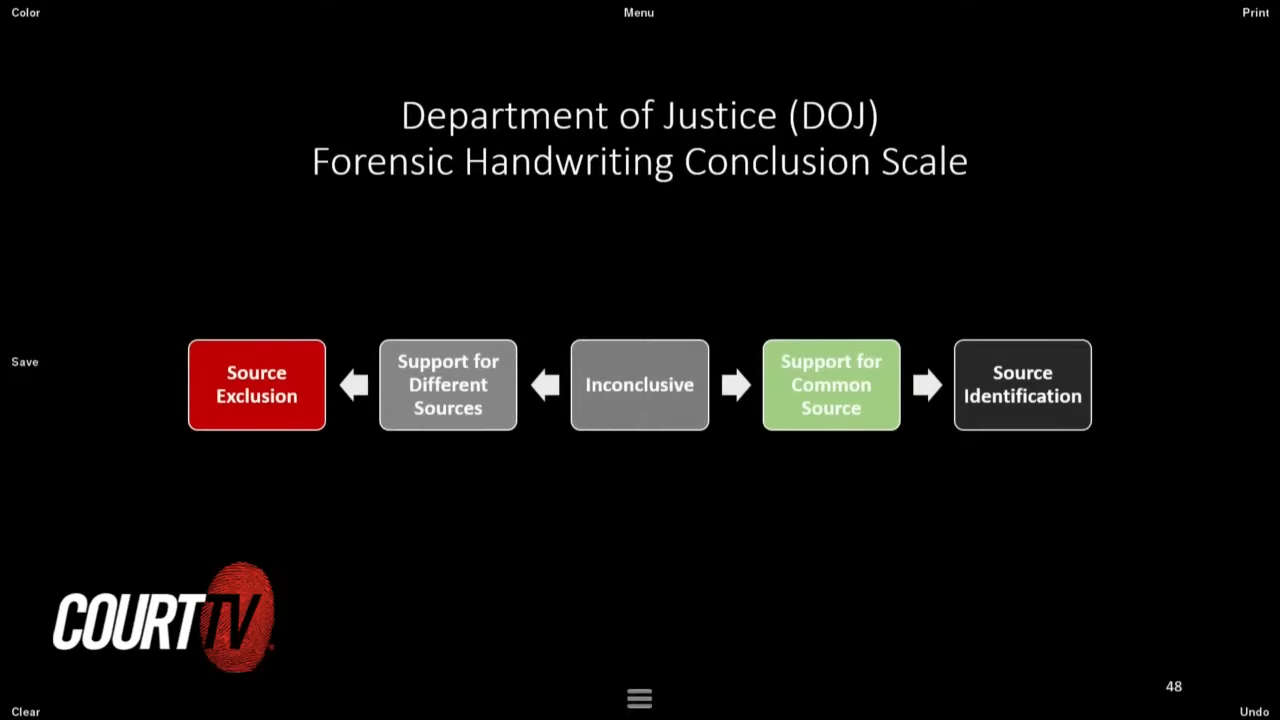 Color
Menu
Print
Department of Justice (DOJ)
Forensic Handwriting Conclusion Scale
Save
Source
Exclusion
Support for
Different
Sources
Inconclusive
Support for
Common
Source
Source
Identification
COURT TV
48
Clear
Undo